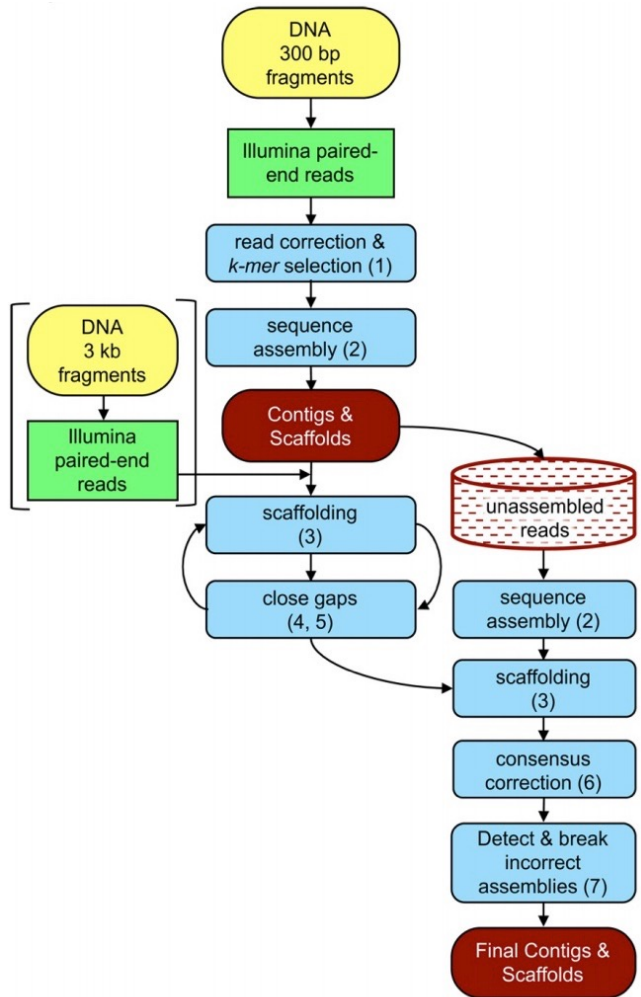 DNA
300 bp
fragments
Illumina paired-
end reads
read correction &
k-mer selection (1)
sequence
assembly (2)
DNA
3 kb
fragments
Illumina
paired-end
reads
Contigs &
Scaffolds
unassembled
reads
scaffolding
(3)
close gaps
(4, 5)
sequence
assembly (2)
scaffolding
(3)
consensus
correction (6)
Detect & break
incorrect
assemblies (7)
Final Contigs &
Scaffolds